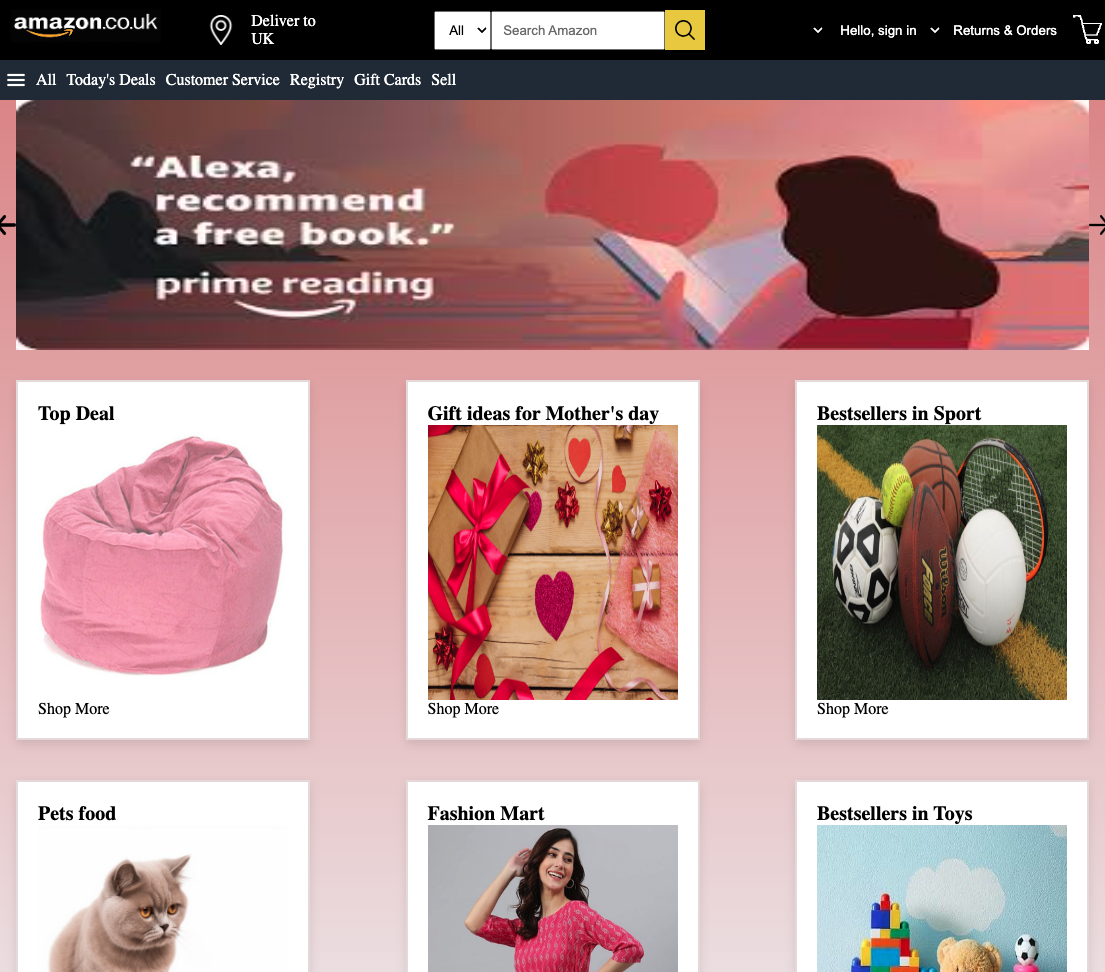 amazon.co.uk
Deliver to
UK
All
Search Amazon
Hello, sign in
Returns & Orders
All Today's Deals Customer Service Registry Gift Cards Sell
“Alexa,
recommend
a free book.”
prime reading
Top Deal
Gift ideas for Mother's day
Bestsellers in Sport
Wilson
Shop More
Shop More
Shop More
Pets food
Fashion Mart
Bestsellers in Toys